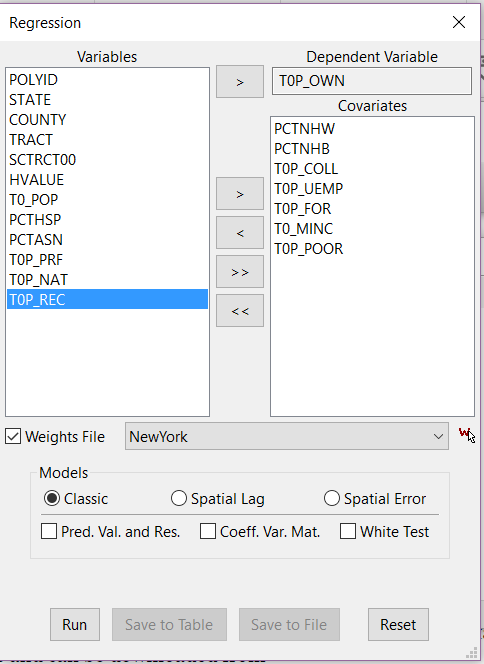 Regression
Variables
Dependent Variable
POLYID
STATE
COUNTY
TRACT
SCTRCT00
HVALUE
T0_POP
PCTHSP
PCTASN
T0P_PRF
T0P_NAT
T0P_REC
>
T0P_OWN
Covariates
PCTNHW
PCTNHB
T0P_COLL
T0P_UEMP
T0P_FOR
T0_MINC
T0P_POOR
>
<
>>
<<
Weights File
NewYork
Models
Classic Spatial Lag Spatial Error
Pred. Val. and Res. Coeff. Var. Mat. White Test
Run Save to Table Save to File Reset